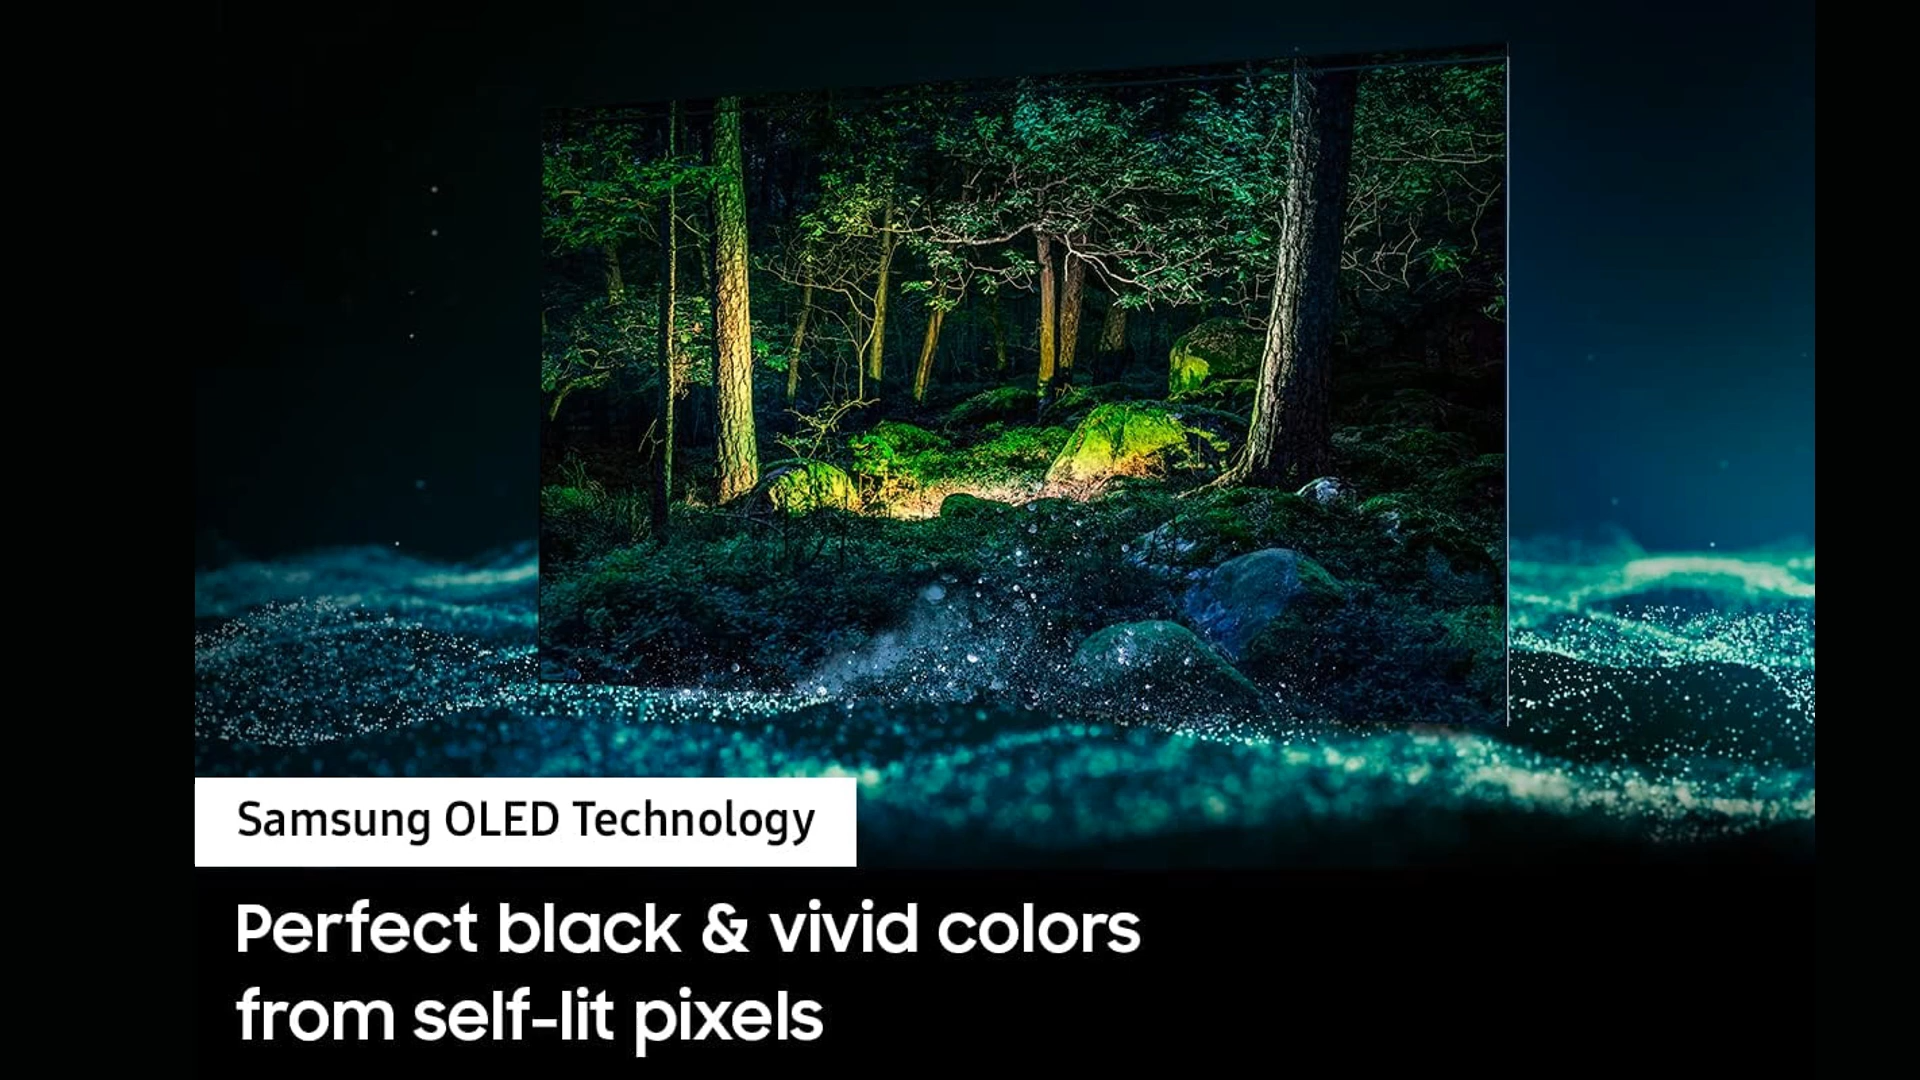 Samsung OLED Technology
Perfect black & vivid colors
from self-lit pixels